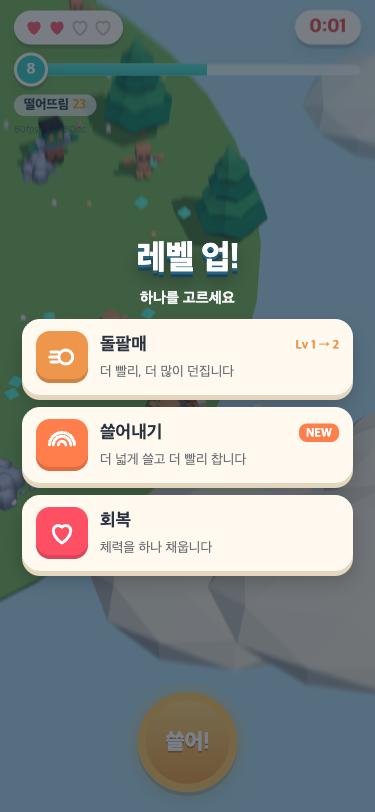 0:01
8
떨어뜨림 23
레벨 업!
하나를 고르세요
돌팔매
Lv 1 → 2
더 빨리, 더 많이 던집니다
쓸어내기
NEW
더 넓게 쓸고 더 빨리 찹니다
회복
체력을 하나 채웁니다
쓸어!